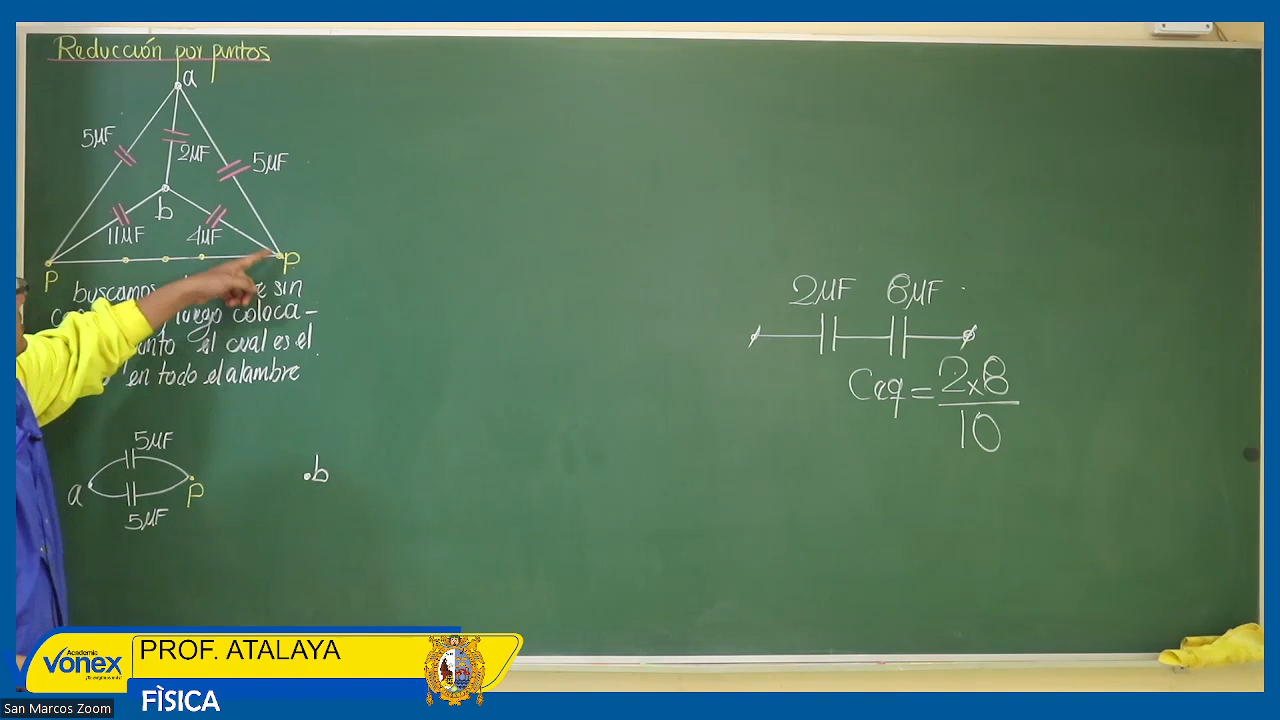 Reducción por puntos
a
5µF
2µF
5µF
b
11µF
4µF
P
P
buscamos sin
luego coloca-
el cual es el
en todo el alambre
5µF
a
P
5µF
.b
2µF 8µF
Ceq = 2x8
10
Academia
vonex
PROF. ATALAYA
FÌSICA
San Marcos Zoom